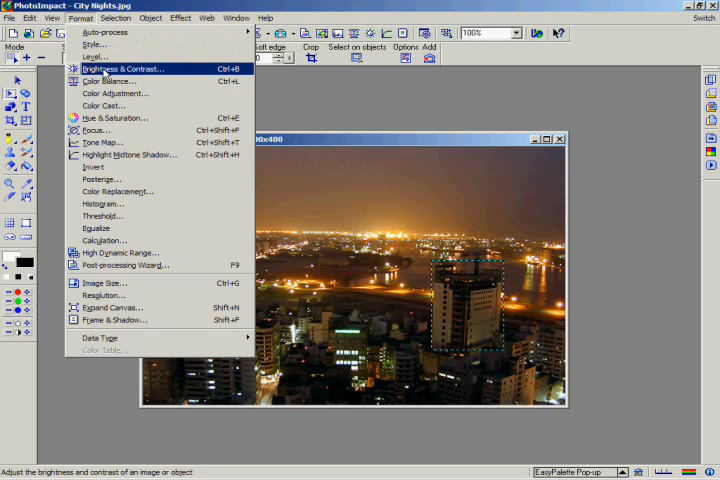 PhotoImpact - City Nights.jpg
File Edit View Format Selection Object Effect Web Window Help Switch
100%
Mode Soft edge Crop Select on objects Options Add
0
Auto-process
Style...
Level...
Brightness & Contrast... Ctrl+B
Color Balance... Ctrl+L
Color Adjustment...
Color Cast...
Hue & Saturation... Ctrl+E
Focus... Ctrl+Shift+F
Tone Map... Ctrl+Shift+T
Highlight Midtone Shadow... Ctrl+Shift+H
Invert
Posterize...
Color Replacement...
Histogram...
Threshold...
Equalize
Calculation...
High Dynamic Range...
Post-processing Wizard... F9
Image Size... Ctrl+G
Resolution...
Expand Canvas... Shift+N
Frame & Shadow... Shift+F
Data Type
Color Table...
00x400
Adjust the brightness and contrast of an image or object
EasyPalette Pop-up